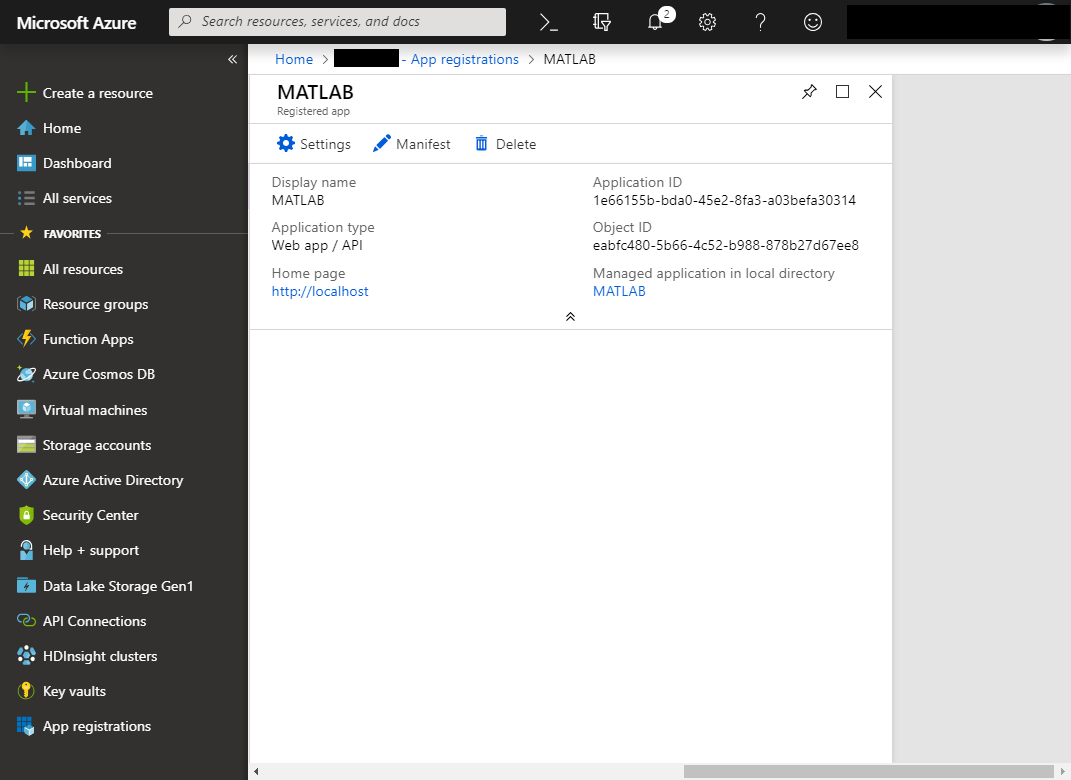 Microsoft Azure
Search resources, services, and docs
2
Home > - App registrations > MATLAB
Create a resource
Home
Dashboard
All services
FAVORITES
All resources
Resource groups
Function Apps
Azure Cosmos DB
Virtual machines
Storage accounts
Azure Active Directory
Security Center
Help + support
Data Lake Storage Gen1
API Connections
HDInsight clusters
Key vaults
App registrations
MATLAB
Registered app
Settings Manifest Delete
Display name
MATLAB
Application type
Web app / API
Home page
http://localhost
Application ID
1e66155b-bda0-45e2-8fa3-a03befa30314
Object ID
eabfc480-5b66-4c52-b988-878b27d67ee8
Managed application in local directory
MATLAB